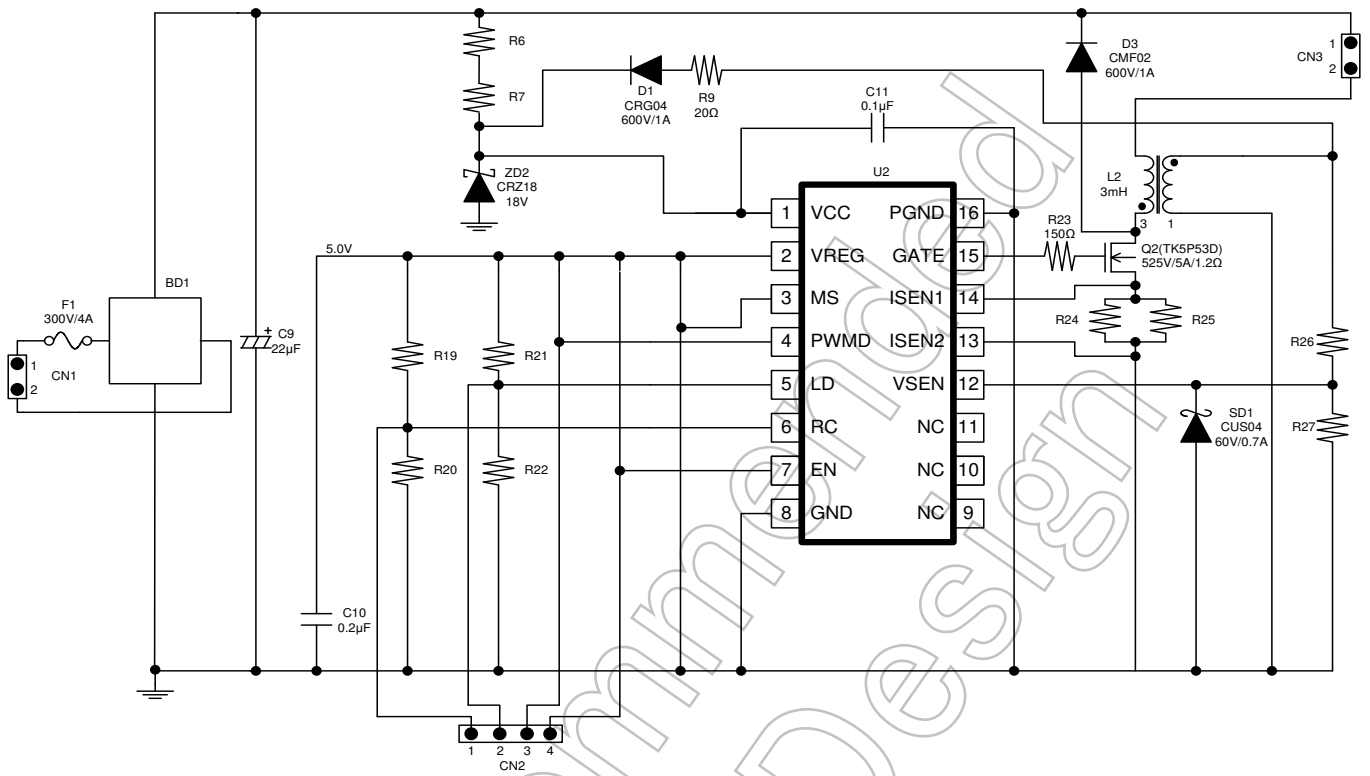 R6
R7
D1
CRG04
600V/1A
R9
20Ω
C11
0.1μF
D3
CMF02
600V/1A
1
2
CN3
ZD2
CRZ18
18V
U2
L2
3mH
3
1
1
VCC
PGND
16
R23
150Ω
5.0V
2
VREG
GATE
15
Q2(TK5P53D)
525V/5A/1.2Ω
BD1
3
MS
ISEN1
14
F1
300V/4A
R24
R25
C9
22μF
+
4
PWMD
ISEN2
13
R19
R21
R26
1
2
CN1
5
LD
VSEN
12
SD1
CUS04
60V/0.7A
R27
6
RC
NC
11
R20
R22
7
EN
NC
10
8
GND
NC
9
C10
0.2μF
1
2
3
4
CN2
ommended
Design